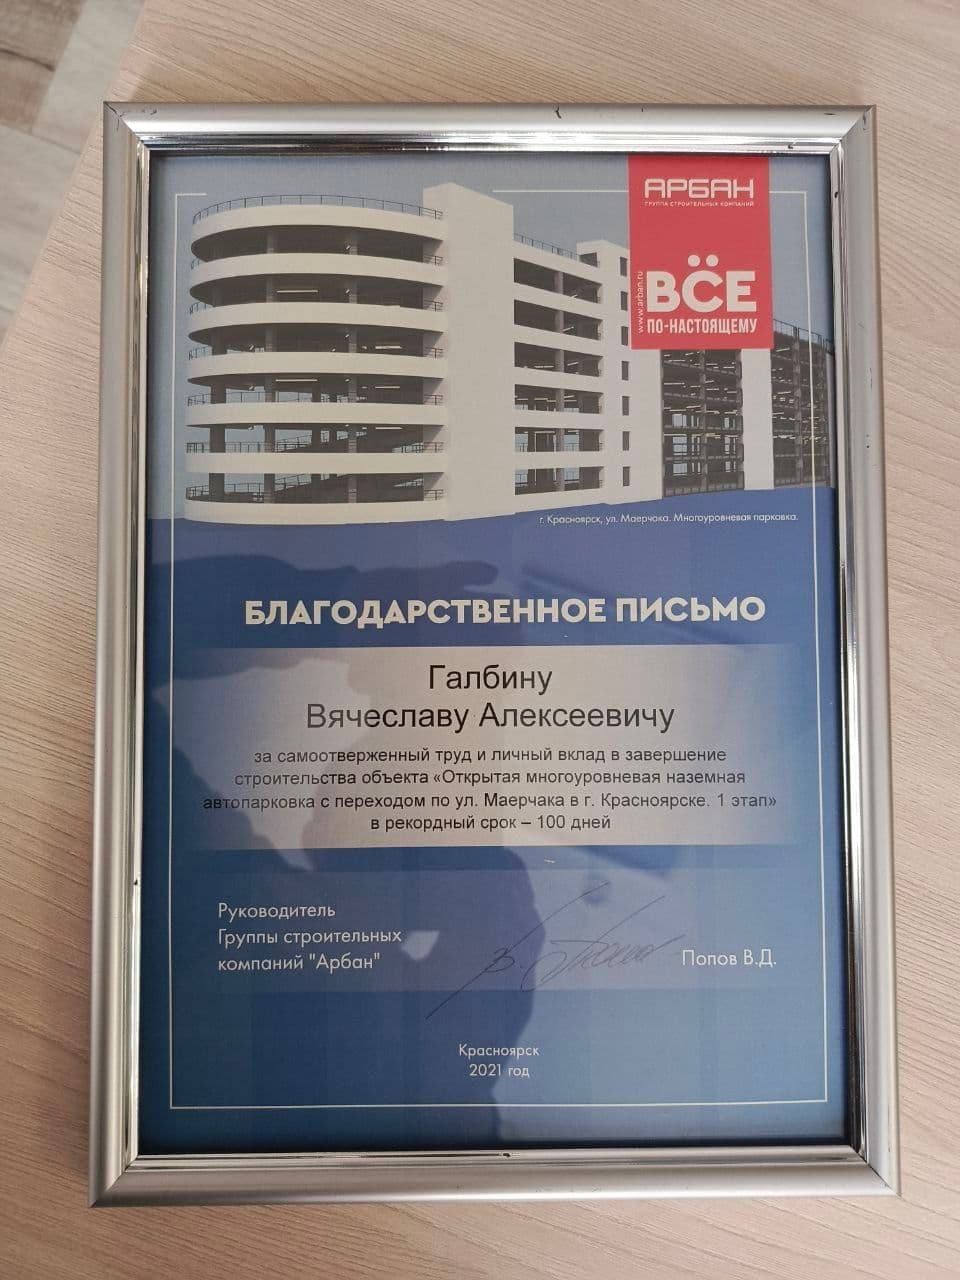 АРБАН
ГРУППА СТРОИТЕЛЬНЫХ КОМПАНИЙ
www.arban.ru
ВСЁ
ПО-НАСТОЯЩЕМУ
г. Красноярск, ул. Маерчака. Многоуровневая парковка.
БЛАГОДАРСТВЕННОЕ ПИСЬМО
Галбину
Вячеславу Алексеевичу
за самоотверженный труд и личный вклад в завершение
строительства объекта «Открытая многоуровневая наземная
автопарковка с переходом по ул. Маерчака в г. Красноярске. 1 этап»
в рекордный срок – 100 дней
Руководитель
Группы строительных
компаний "Арбан"
Попов В.Д.
Красноярск
2021 год